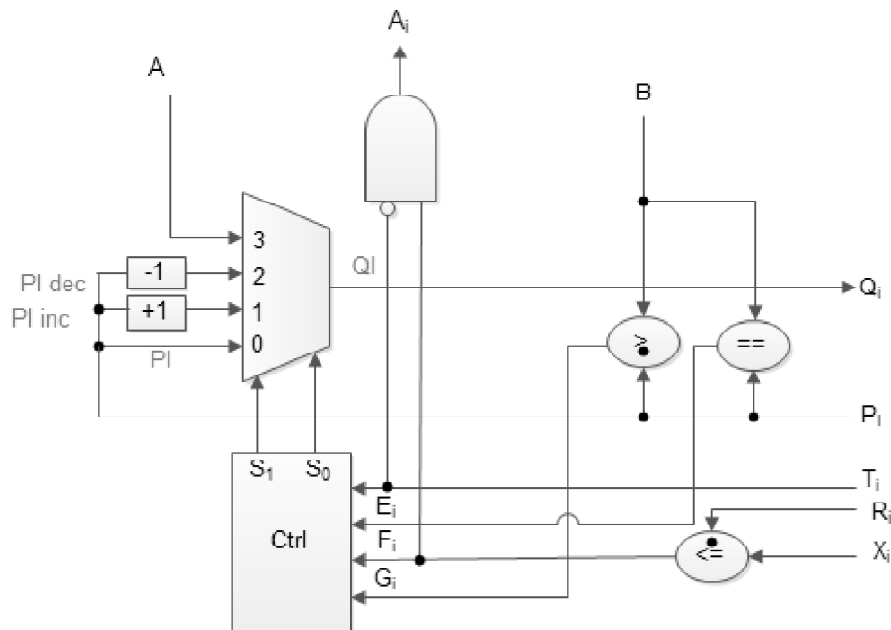 Aᵢ
A
B
3
PI dec
-1
2
QI
Qᵢ
PI inc
+1
1
>
==
PI
0
Pᵢ
S₁ S₀
Tᵢ
Eᵢ
Rᵢ
Ctrl
Fᵢ
<=
Xᵢ
Gᵢ